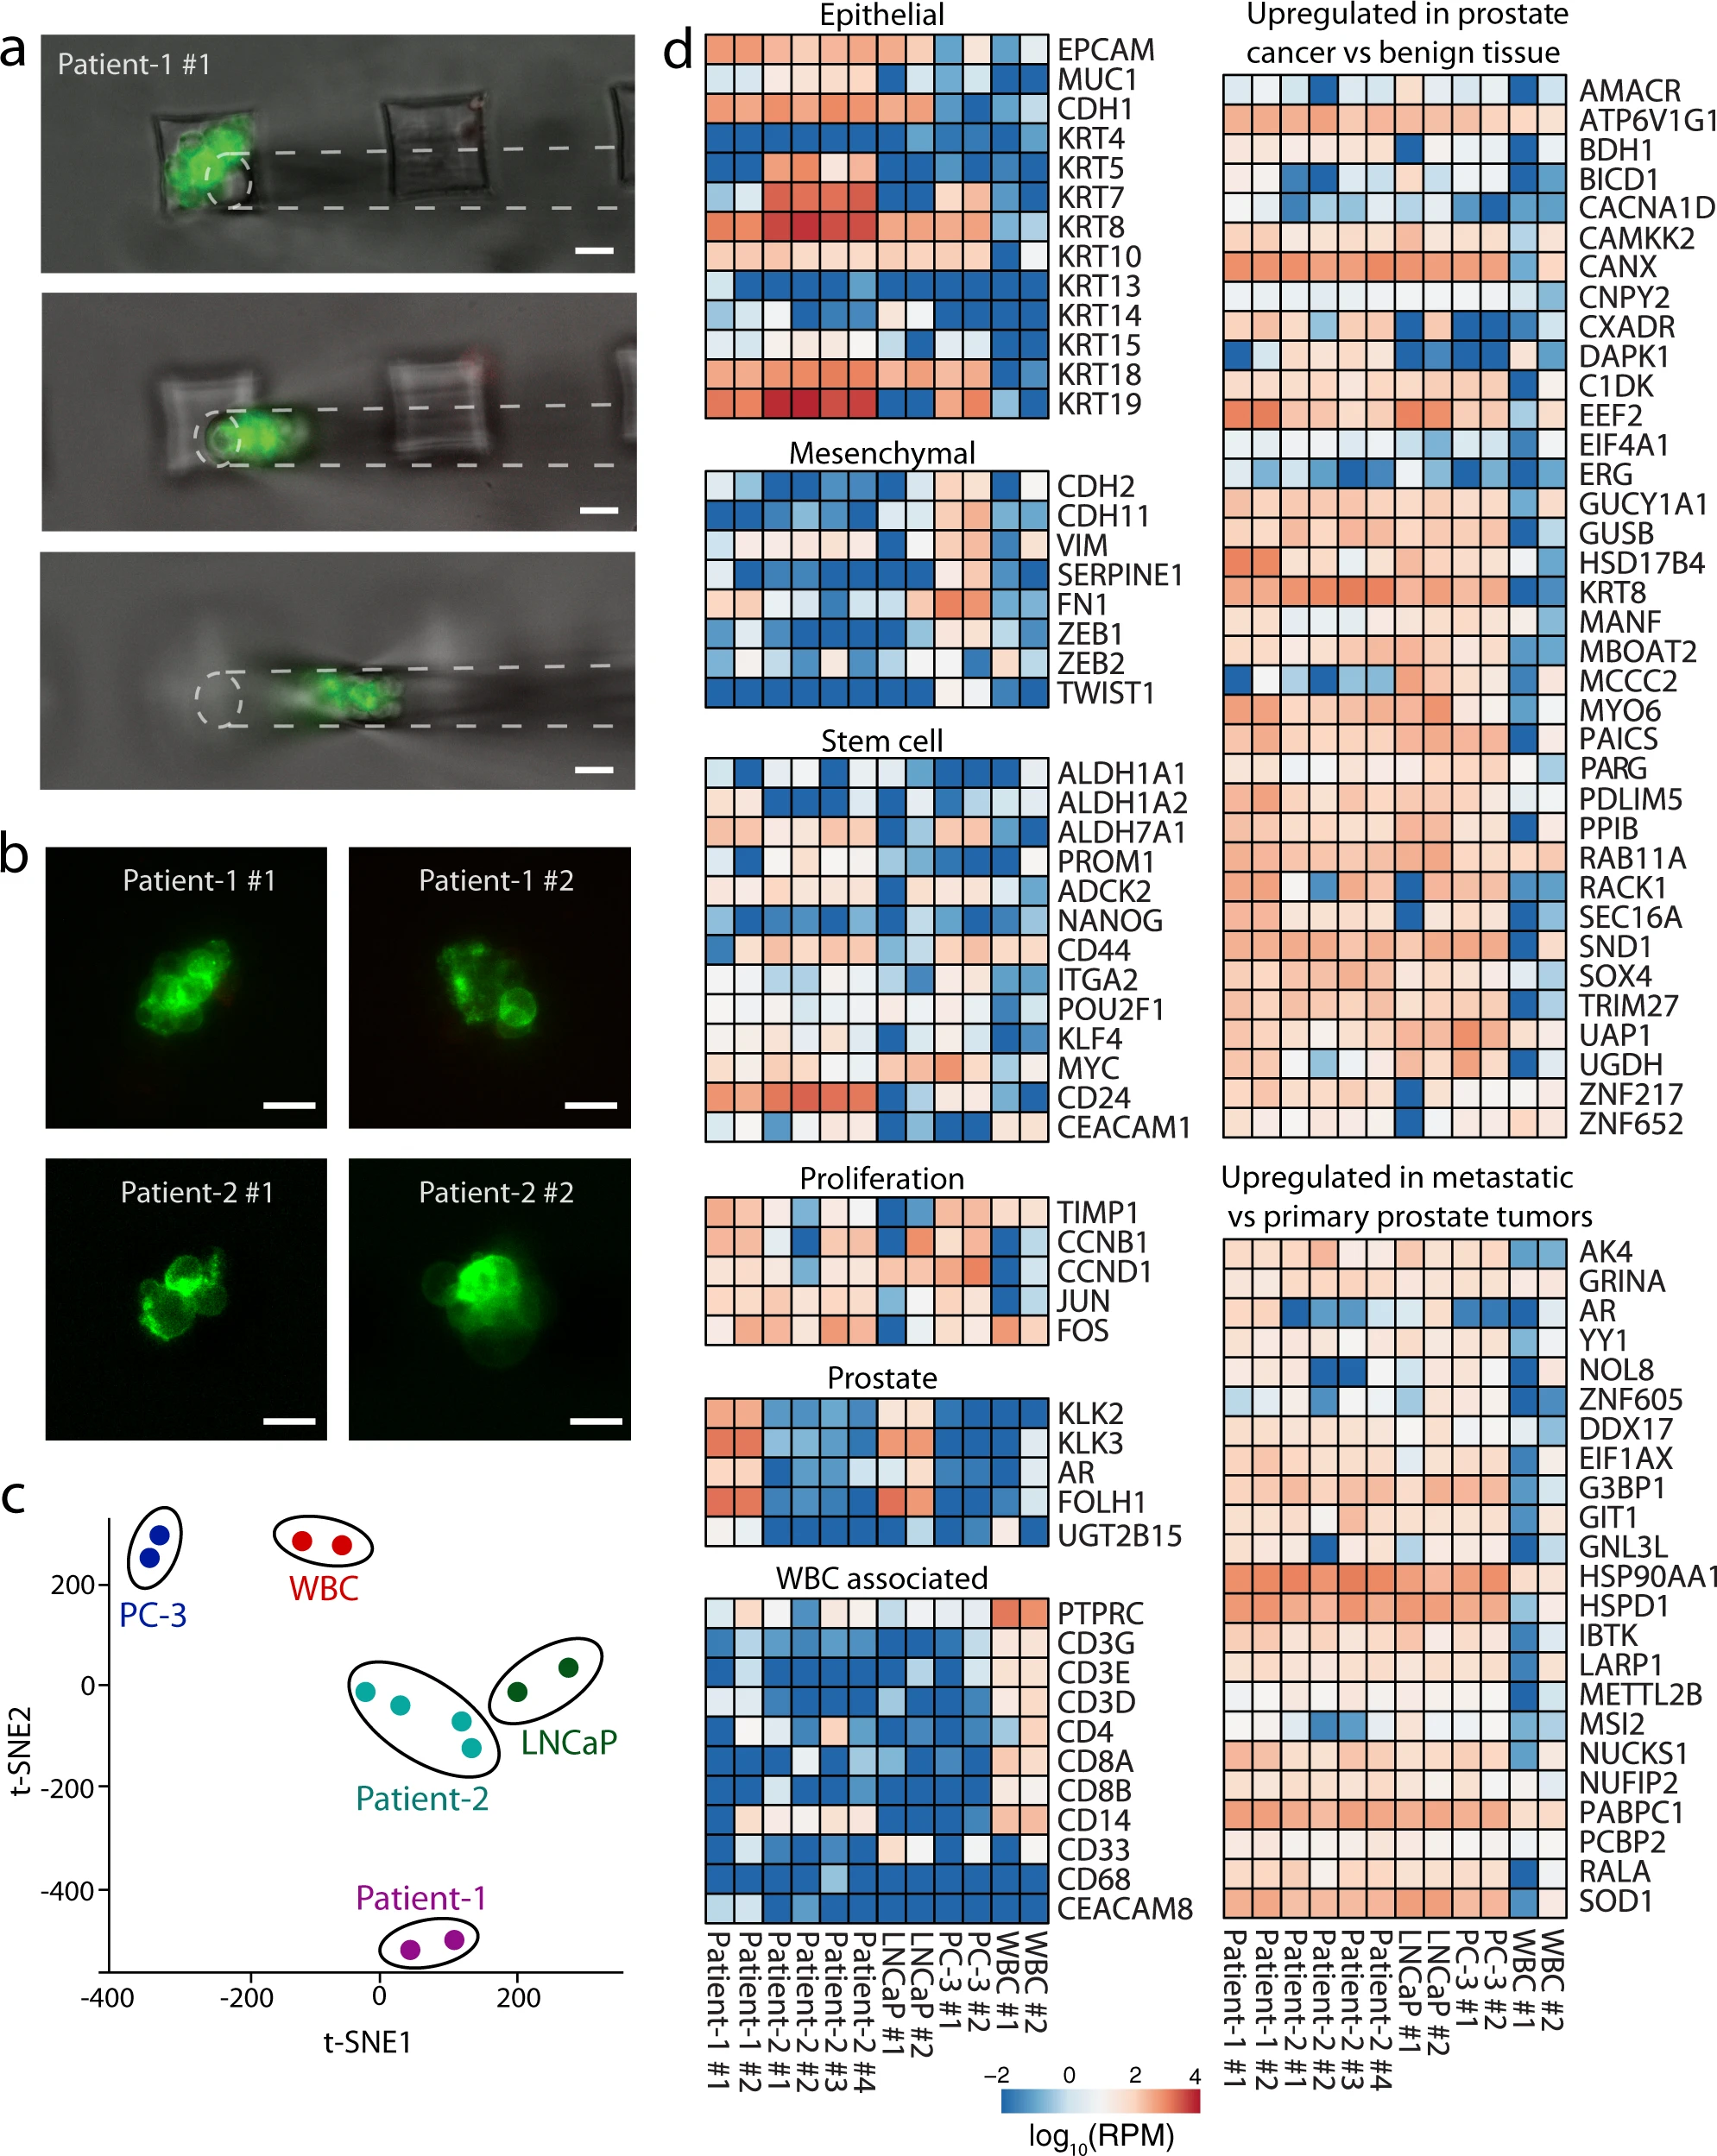 a
Patient-1 #1
b
Patient-1 #1
Patient-1 #2
Patient-2 #1
Patient-2 #2
c
200
0
-200
-400
-400
-200
0
200
t-SNE2
t-SNE1
PC-3
WBC
LNCaP
Patient-2
Patient-1
d
Epithelial
EPCAM
MUC1
CDH1
KRT4
KRT5
KRT7
KRT8
KRT10
KRT13
KRT14
KRT15
KRT18
KRT19
Mesenchymal
CDH2
CDH11
VIM
SERPINE1
FN1
ZEB1
ZEB2
TWIST1
Stem cell
ALDH1A1
ALDH1A2
ALDH7A1
PROM1
ADCK2
NANOG
CD44
ITGA2
POU2F1
KLF4
MYC
CD24
CEACAM1
Proliferation
TIMP1
CCNB1
CCND1
JUN
FOS
Prostate
KLK2
KLK3
AR
FOLH1
UGT2B15
WBC associated
PTPRC
CD3G
CD3E
CD3D
CD4
CD8A
CD8B
CD14
CD33
CD68
CEACAM8
Patient-1 #1
Patient-1 #2
Patient-2 #1
Patient-2 #2
Patient-2 #3
Patient-2 #4
LNCaP #1
LNCaP #2
PC-3 #1
PC-3 #2
WBC #1
WBC #2
−2 0 2 4
log10(RPM)
Upregulated in prostate
cancer vs benign tissue
AMACR
ATP6V1G1
BDH1
BICD1
CACNA1D
CAMKK2
CANX
CNPY2
CXADR
DAPK1
C1DK
EEF2
EIF4A1
ERG
GUCY1A1
GUSB
HSD17B4
KRT8
MANF
MBOAT2
MCCC2
MYO6
PAICS
PARG
PDLIM5
PPIB
RAB11A
RACK1
SEC16A
SND1
SOX4
TRIM27
UAP1
UGDH
ZNF217
ZNF652
Upregulated in metastatic
vs primary prostate tumors
AK4
GRINA
AR
YY1
NOL8
ZNF605
DDX17
EIF1AX
G3BP1
GIT1
GNL3L
HSP90AA1
HSPD1
IBTK
LARP1
METTL2B
MSI2
NUCKS1
NUFIP2
PABPC1
PCBP2
RALA
SOD1
Patient-1 #1
Patient-1 #2
Patient-2 #1
Patient-2 #2
Patient-2 #3
Patient-2 #4
LNCaP #1
LNCaP #2
PC-3 #1
PC-3 #2
WBC #1
WBC #2